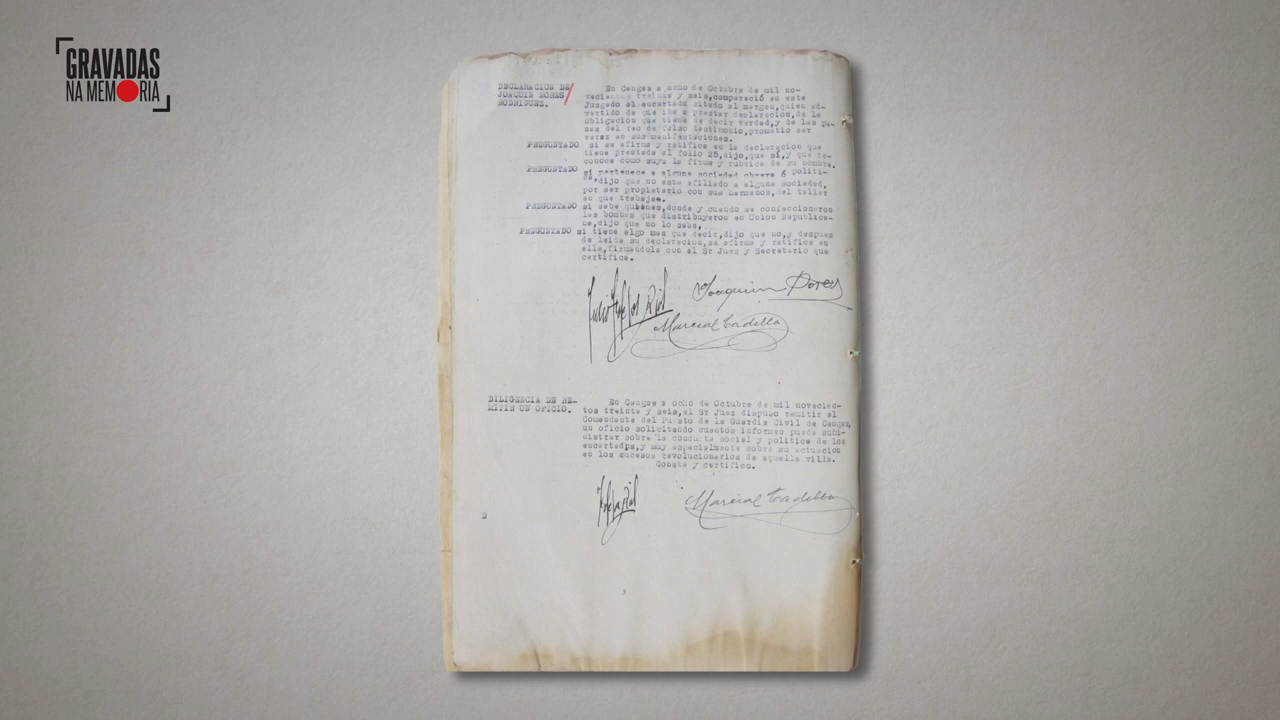 GRAVADAS
NA MEMORIA
DECLARACION DE
JOAQUIN NORES
RODRIGUEZ.
En Cangas a ocho de Octubre de mil no-
vecientos treinta y seis,compareció en este
Juzgado el encartado citado al margen,quien ad-
vertido de que iba a prestar declaración,de la
obligación que tiene de decir verdad,y de las pe-
nas del reo de falso testimonio,prometió ser
veraz en sus manifestaciones.
PREGUNTADO si se afirma y ratifica en la declaración que
tiene prestada al folio 25,dijo,que sí,y que re-
conoce como suya la firma y rubrica de su nombre.
PREGUNTADO si pertenece a alguna sociedad obrera ó políti-
ca,dijo que no esta afiliado a alguna sociedad,
por ser propietario con sus hermanos,del taller
en que trabaja.
PREGUNTADO si sabe quienes,donde y cuando se confeccionaron
las bombas que distribuyeron en Union Republica-
na,dijo que no lo sabe,
PREGUNTADO si tiene algo mas que decir,dijo que no,y despues
de leida su declaración,se afirma y ratifica en
ella,firmandola con el Sr Juez y Secretario que
certifica.
Joaquin Nores
Marcial Cadilla
DILIGENCIA DE RE-
MITIR UN OFICIO.
En Cangas a ocho de Octubre de mil novecien-
tos treinta y seis,el Sr Juez dispuso remitir al
Comandante del Puesto de la Guardia Civil de Cangas,
un oficio solicitando cuantos informes pueda sumi-
nistrar sobre la conducta social y politica de los
encartados,y muy especialmente sobre su actuacion
en los sucesos revolucionarios de aquella villa.
Conste y certifico.
Marcial Cadilla